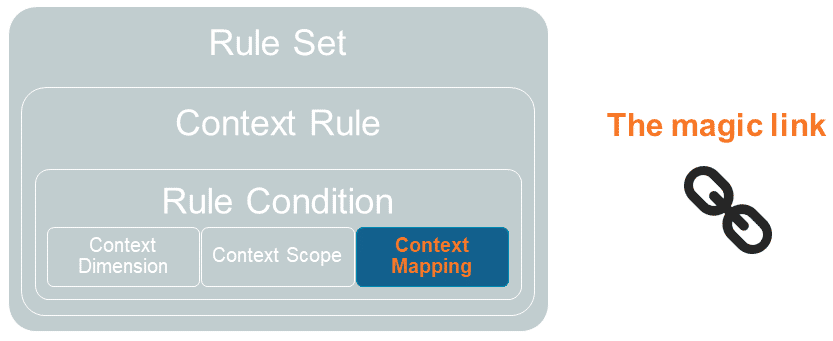 Rule Set
Context Rule
The magic link
Rule Condition
Context
Dimension
Context Scope
Context
Mapping